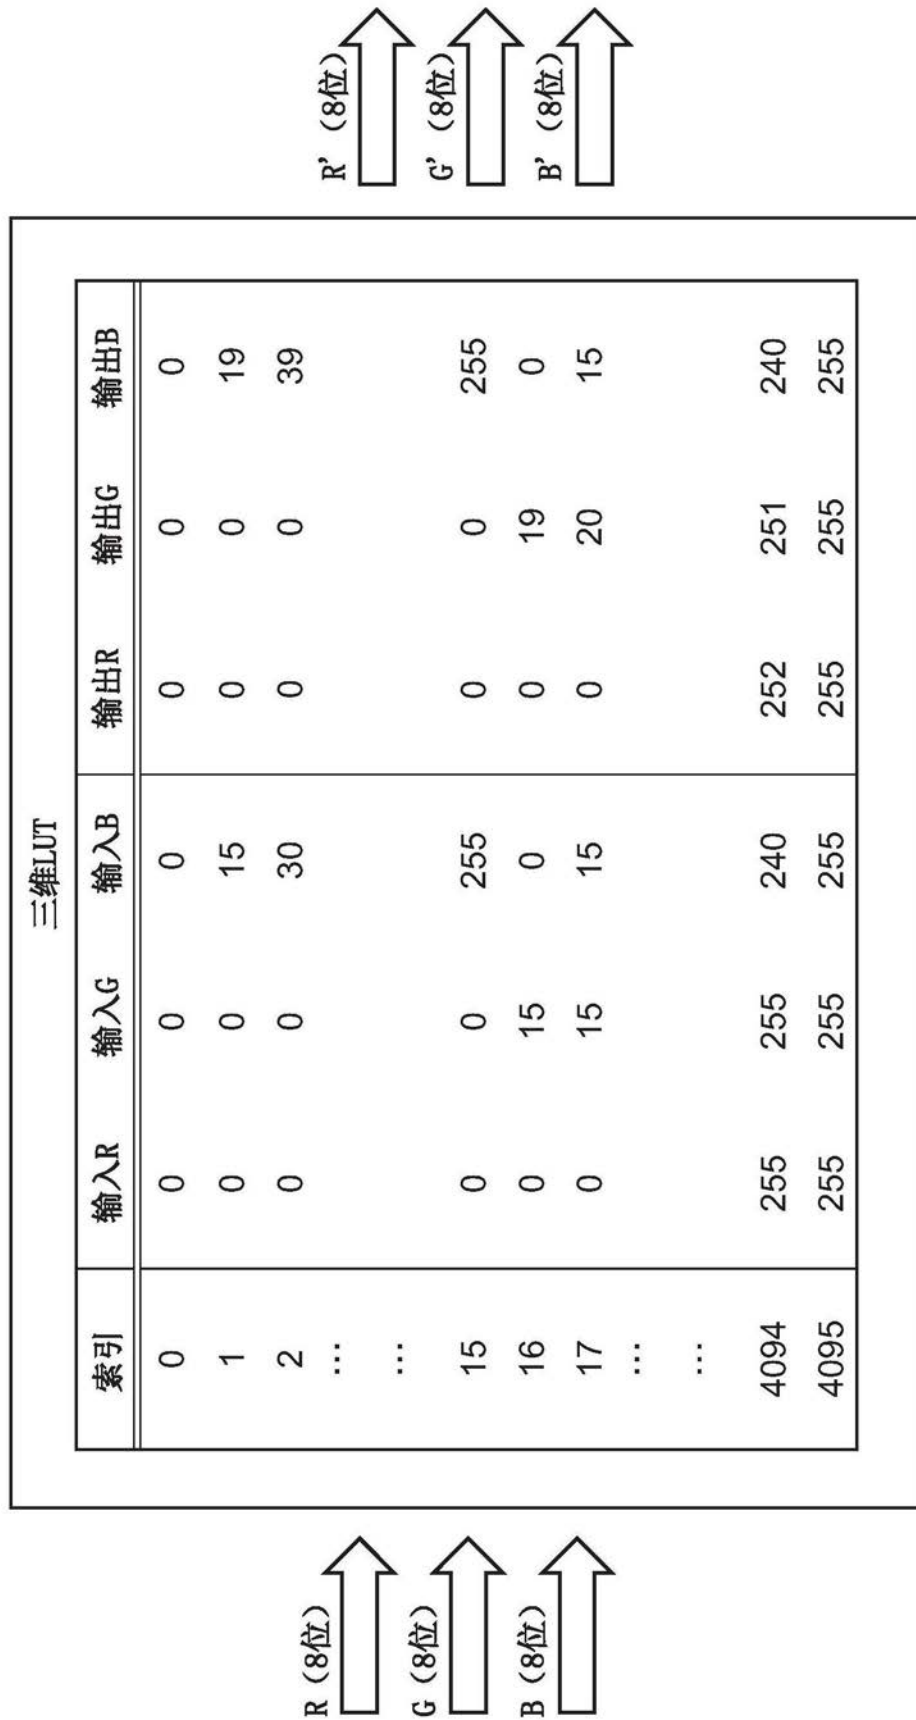 三维LUT
R (8位)
G (8位)
B (8位)
索引 输入R 输入G 输入B 输出R 输出G 输出B
0 0 0 0 0 0 0
1 0 0 15 0 0 19
2 0 0 30 0 0 39
...
...
15 0 0 255 0 0 255
16 0 15 0 0 19 0
17 0 15 15 0 20 15
...
...
4094 255 255 240 252 251 240
4095 255 255 255 255 255 255
R' (8位)
G' (8位)
B' (8位)